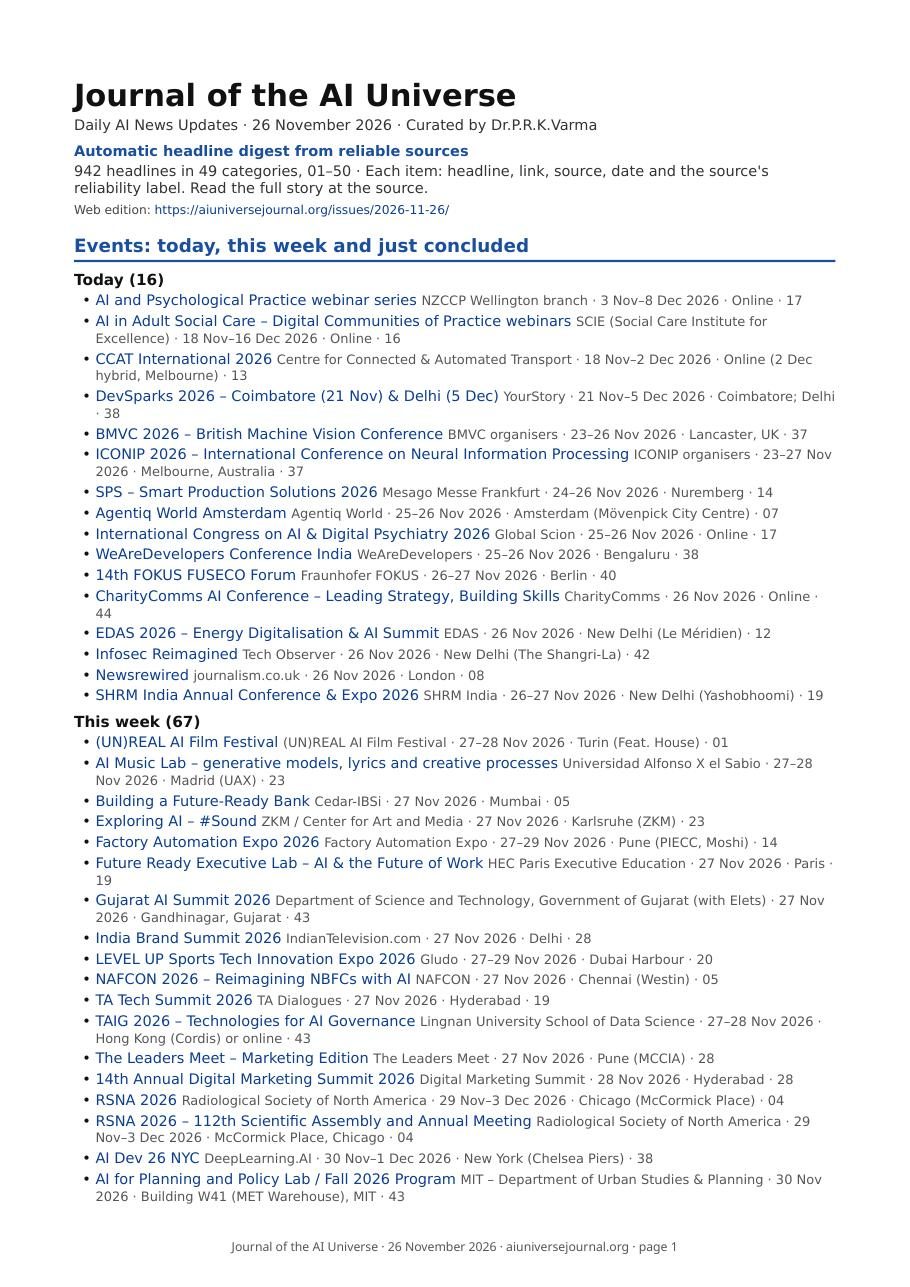 Journal of the AI Universe
Daily AI News Updates · 26 November 2026 · Curated by Dr.P.R.K.Varma
Automatic headline digest from reliable sources
942 headlines in 49 categories, 01–50 · Each item: headline, link, source, date and the source's
reliability label. Read the full story at the source.
Web edition: https://aiuniversejournal.org/issues/2026-11-26/
Events: today, this week and just concluded
Today (16)
• AI and Psychological Practice webinar series NZCCP Wellington branch · 3 Nov–8 Dec 2026 · Online · 17
• AI in Adult Social Care – Digital Communities of Practice webinars SCIE (Social Care Institute for
Excellence) · 18 Nov–16 Dec 2026 · Online · 16
• CCAT International 2026 Centre for Connected & Automated Transport · 18 Nov–2 Dec 2026 · Online (2 Dec
hybrid, Melbourne) · 13
• DevSparks 2026 – Coimbatore (21 Nov) & Delhi (5 Dec) YourStory · 21 Nov–5 Dec 2026 · Coimbatore; Delhi
· 38
• BMVC 2026 – British Machine Vision Conference BMVC organisers · 23–26 Nov 2026 · Lancaster, UK · 37
• ICONIP 2026 – International Conference on Neural Information Processing ICONIP organisers · 23–27 Nov
2026 · Melbourne, Australia · 37
• SPS – Smart Production Solutions 2026 Mesago Messe Frankfurt · 24–26 Nov 2026 · Nuremberg · 14
• Agentiq World Amsterdam Agentiq World · 25–26 Nov 2026 · Amsterdam (Mövenpick City Centre) · 07
• International Congress on AI & Digital Psychiatry 2026 Global Scion · 25–26 Nov 2026 · Online · 17
• WeAreDevelopers Conference India WeAreDevelopers · 25–26 Nov 2026 · Bengaluru · 38
• 14th FOKUS FUSECO Forum Fraunhofer FOKUS · 26–27 Nov 2026 · Berlin · 40
• CharityComms AI Conference – Leading Strategy, Building Skills CharityComms · 26 Nov 2026 · Online ·
44
• EDAS 2026 – Energy Digitalisation & AI Summit EDAS · 26 Nov 2026 · New Delhi (Le Méridien) · 12
• Infosec Reimagined Tech Observer · 26 Nov 2026 · New Delhi (The Shangri-La) · 42
• Newsrewired journalism.co.uk · 26 Nov 2026 · London · 08
• SHRM India Annual Conference & Expo 2026 SHRM India · 26–27 Nov 2026 · New Delhi (Yashobhoomi) · 19
This week (67)
• (UN)REAL AI Film Festival (UN)REAL AI Film Festival · 27–28 Nov 2026 · Turin (Feat. House) · 01
• AI Music Lab – generative models, lyrics and creative processes Universidad Alfonso X el Sabio · 27–28
Nov 2026 · Madrid (UAX) · 23
• Building a Future-Ready Bank Cedar-IBSi · 27 Nov 2026 · Mumbai · 05
• Exploring AI – #Sound ZKM / Center for Art and Media · 27 Nov 2026 · Karlsruhe (ZKM) · 23
• Factory Automation Expo 2026 Factory Automation Expo · 27–29 Nov 2026 · Pune (PIECC, Moshi) · 14
• Future Ready Executive Lab – AI & the Future of Work HEC Paris Executive Education · 27 Nov 2026 · Paris ·
19
• Gujarat AI Summit 2026 Department of Science and Technology, Government of Gujarat (with Elets) · 27 Nov
2026 · Gandhinagar, Gujarat · 43
• India Brand Summit 2026 IndianTelevision.com · 27 Nov 2026 · Delhi · 28
• LEVEL UP Sports Tech Innovation Expo 2026 Gludo · 27–29 Nov 2026 · Dubai Harbour · 20
• NAFCON 2026 – Reimagining NBFCs with AI NAFCON · 27 Nov 2026 · Chennai (Westin) · 05
• TA Tech Summit 2026 TA Dialogues · 27 Nov 2026 · Hyderabad · 19
• TAIG 2026 – Technologies for AI Governance Lingnan University School of Data Science · 27–28 Nov 2026 ·
Hong Kong (Cordis) or online · 43
• The Leaders Meet – Marketing Edition The Leaders Meet · 27 Nov 2026 · Pune (MCCIA) · 28
• 14th Annual Digital Marketing Summit 2026 Digital Marketing Summit · 28 Nov 2026 · Hyderabad · 28
• RSNA 2026 Radiological Society of North America · 29 Nov–3 Dec 2026 · Chicago (McCormick Place) · 04
• RSNA 2026 – 112th Scientific Assembly and Annual Meeting Radiological Society of North America · 29
Nov–3 Dec 2026 · McCormick Place, Chicago · 04
• AI Dev 26 NYC DeepLearning.AI · 30 Nov–1 Dec 2026 · New York (Chelsea Piers) · 38
• AI for Planning and Policy Lab / Fall 2026 Program MIT – Department of Urban Studies & Planning · 30 Nov
2026 · Building W41 (MET Warehouse), MIT · 43
Journal of the AI Universe · 26 November 2026 · aiuniversejournal.org · page 1